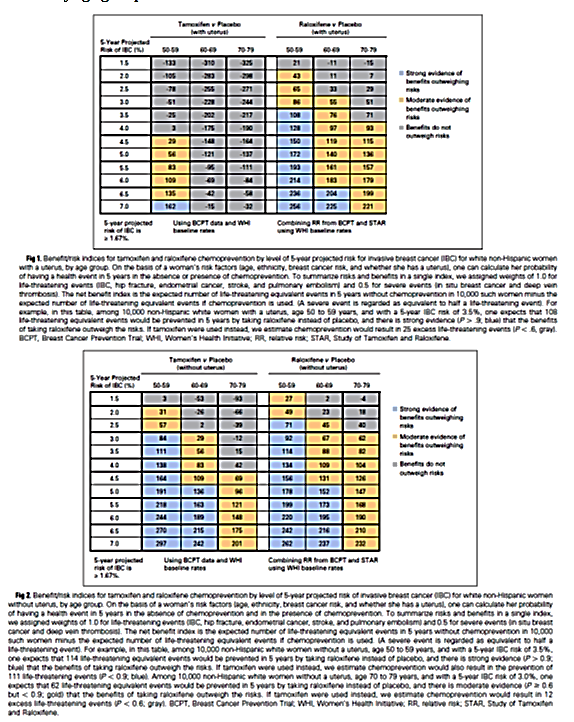 Tamoxifen v Placebo
(with uterus)
Raloxifene v Placebo
(with uterus)
5-Year Projected
Risk of IBC (%) 50-59 60-69 70-79 50-59 60-69 70-79
1.5 -133 -310 -325 21 -11 -15
2.0 -105 -283 -298 43 11 7
2.5 -78 -255 -271 65 33 29
3.0 -51 -228 -244 86 55 51
3.5 -25 -202 -217 108 76 71
4.0 3 -175 -190 128 97 93
4.5 29 -148 -164 150 119 115
5.0 56 -121 -137 172 140 136
5.5 83 -95 -111 193 161 157
6.0 109 -69 -84 214 183 179
6.5 135 -42 -58 236 204 199
7.0 162 -15 -32 256 225 221
Strong evidence of
benefits outweighing
risks
Moderate evidence of
benefits outweighing
risks
Benefits do not
outweigh risks
5-year projected
risk of IBC is
≥ 1.67%.
Using BCPT data and WHI
baseline rates
Combining RR from BCPT and STAR
using WHI baseline rates
Fig 1. Benefit/risk indices for tamoxifen and raloxifene chemoprevention by level of 5-year projected risk for invasive breast cancer (IBC) for white non-Hispanic women
with a uterus, by age group. On the basis of a woman's risk factors (age, ethnicity, breast cancer risk, and whether she has a uterus), one can calculate her probability
of having a health event in 5 years in the absence or presence of chemoprevention. To summarize risks and benefits in a single index, we assigned weights of 1.0 for
life-threatening events (IBC, hip fracture, endometrial cancer, stroke, and pulmonary embolism) and 0.5 for severe events (in situ breast cancer and deep vein
thrombosis). The net benefit index is the expected number of life-threatening equivalent events in 5 years without chemoprevention in 10,000 such women minus the
expected number of life-threatening equivalent events if chemoprevention is used. (A severe event is regarded as equivalent to half a life-threatening event). For
example, in this table, among 10,000 non-Hispanic white women with a uterus, age 50 to 59 years, and with a 5-year IBC risk of 3.5%, one expects that 108
life-threatening equivalent events would be prevented in 5 years by taking raloxifene instead of placebo, and there is strong evidence (P > .9; blue) that the benefits
of taking raloxifene outweigh the risks. If tamoxifen were used instead, we estimate chemoprevention would result in 25 excess life-threatening events (P < .6, gray).
BCPT, Breast Cancer Prevention Trial; WHI, Women's Health Initiative; RR, relative risk; STAR, Study of Tamoxifen and Raloxifene.
Tamoxifen v Placebo
(without uterus)
Raloxifene v Placebo
(without uterus)
5-Year Projected
Risk of IBC (%) 50-59 60-69 70-79 50-59 60-69 70-79
1.5 3 -53 -93 27 2 -4
2.0 31 -26 -66 49 23 18
2.5 57 2 -39 71 45 40
3.0 84 29 -12 92 67 62
3.5 111 56 15 114 88 82
4.0 138 83 42 134 109 104
4.5 164 109 69 156 131 126
5.0 191 136 96 178 152 147
5.5 218 163 121 199 173 168
6.0 244 189 148 220 195 190
6.5 270 215 175 242 216 210
7.0 297 242 201 262 237 232
Strong evidence of
benefits outweighing
risks
Moderate evidence of
benefits outweighing
risks
Benefits do not
outweigh risks
5-year projected
risk of IBC is
≥ 1.67%.
Using BCPT data and WHI
baseline rates
Combining RR from BCPT and STAR
using WHI baseline rates
Fig 2. Benefit/risk indices for tamoxifen and raloxifene chemoprevention by level of 5-year projected risk of invasive breast cancer (IBC) for white non-Hispanic women
without uterus, by age group. On the basis of a woman's risk factors (age, ethnicity, breast cancer risk, and whether she has a uterus), one can calculate her probability
of having a health event in 5 years in the absence of chemoprevention and in the presence of chemoprevention. To summarize risks and benefits in a single index,
we assigned weights of 1.0 for life-threatening events (IBC, hip fracture, endometrial cancer, stroke, and pulmonary embolism) and 0.5 for severe events (in situ breast
cancer and deep vein thrombosis). The net benefit index is the expected number of life-threatening equivalent events in 5 years without chemoprevention in 10,000
such women minus the expected number of life-threatening equivalent events if chemoprevention is used. (A severe event is regarded as equivalent to half a
life-threatening event). For example, in this table, among 10,000 non-Hispanic white women without a uterus, age 50 to 59 years, and with a 5-year IBC risk of 3.5%,
one expects that 114 life-threatening equivalent events would be prevented in 5 years by taking raloxifene instead of placebo, and there is strong evidence (P > 0.9;
blue) that the benefits of taking raloxifene outweigh the risks. If tamoxifen were used instead, we estimate chemoprevention would also result in the prevention of
111 life-threatening equivalent events (P < 0.9; blue). Among 10,000 non-Hispanic white women without a uterus, age 70 to 79 years, and with a 5-year IBC risk of 3.0%, one
expects that 62 life-threatening equivalent events would be prevented in 5 years by taking raloxifene instead of placebo, and there is moderate evidence (P ≥ 0.6
but < 0.9; gold) that the benefits of taking raloxifene outweigh the risks. If tamoxifen were used instead, we estimate chemoprevention would result in 12
excess life-threatening equivalent events (P < 0.6; gray). BCPT, Breast Cancer Prevention Trial; WHI, Women's Health Initiative; RR, relative risk; STAR, Study of Tamoxifen
and Raloxifene.